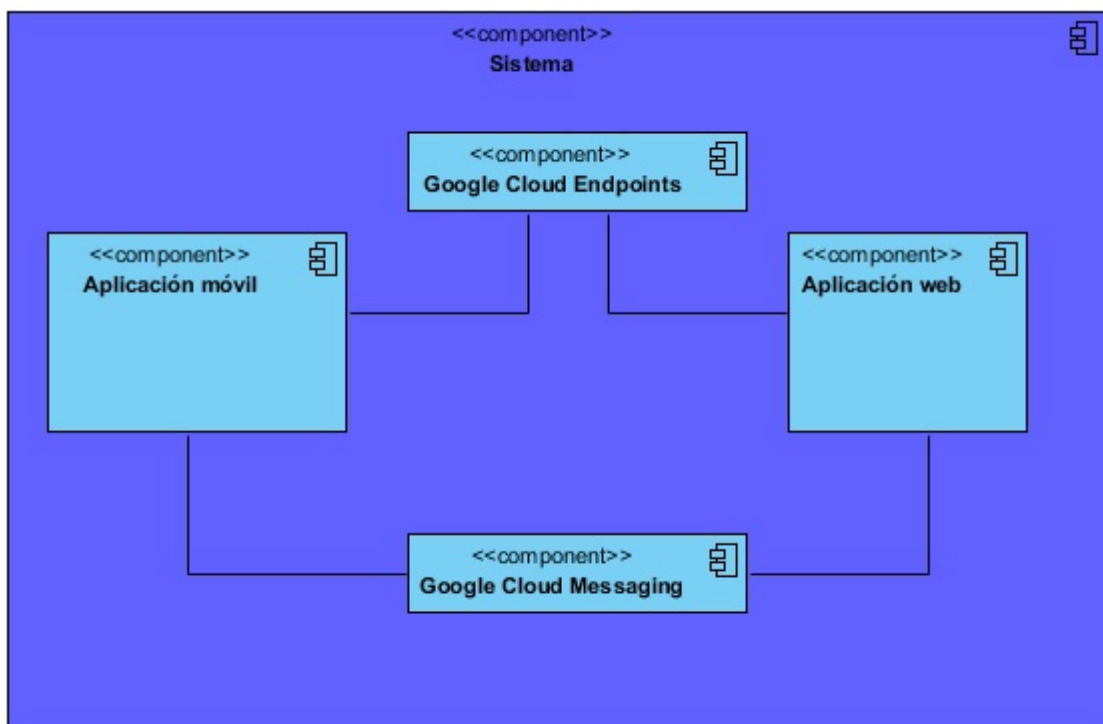 <<component>>
Sistema
<<component>>
Google Cloud Endpoints
<<component>>
Aplicación móvil
<<component>>
Aplicación web
<<component>>
Google Cloud Messaging